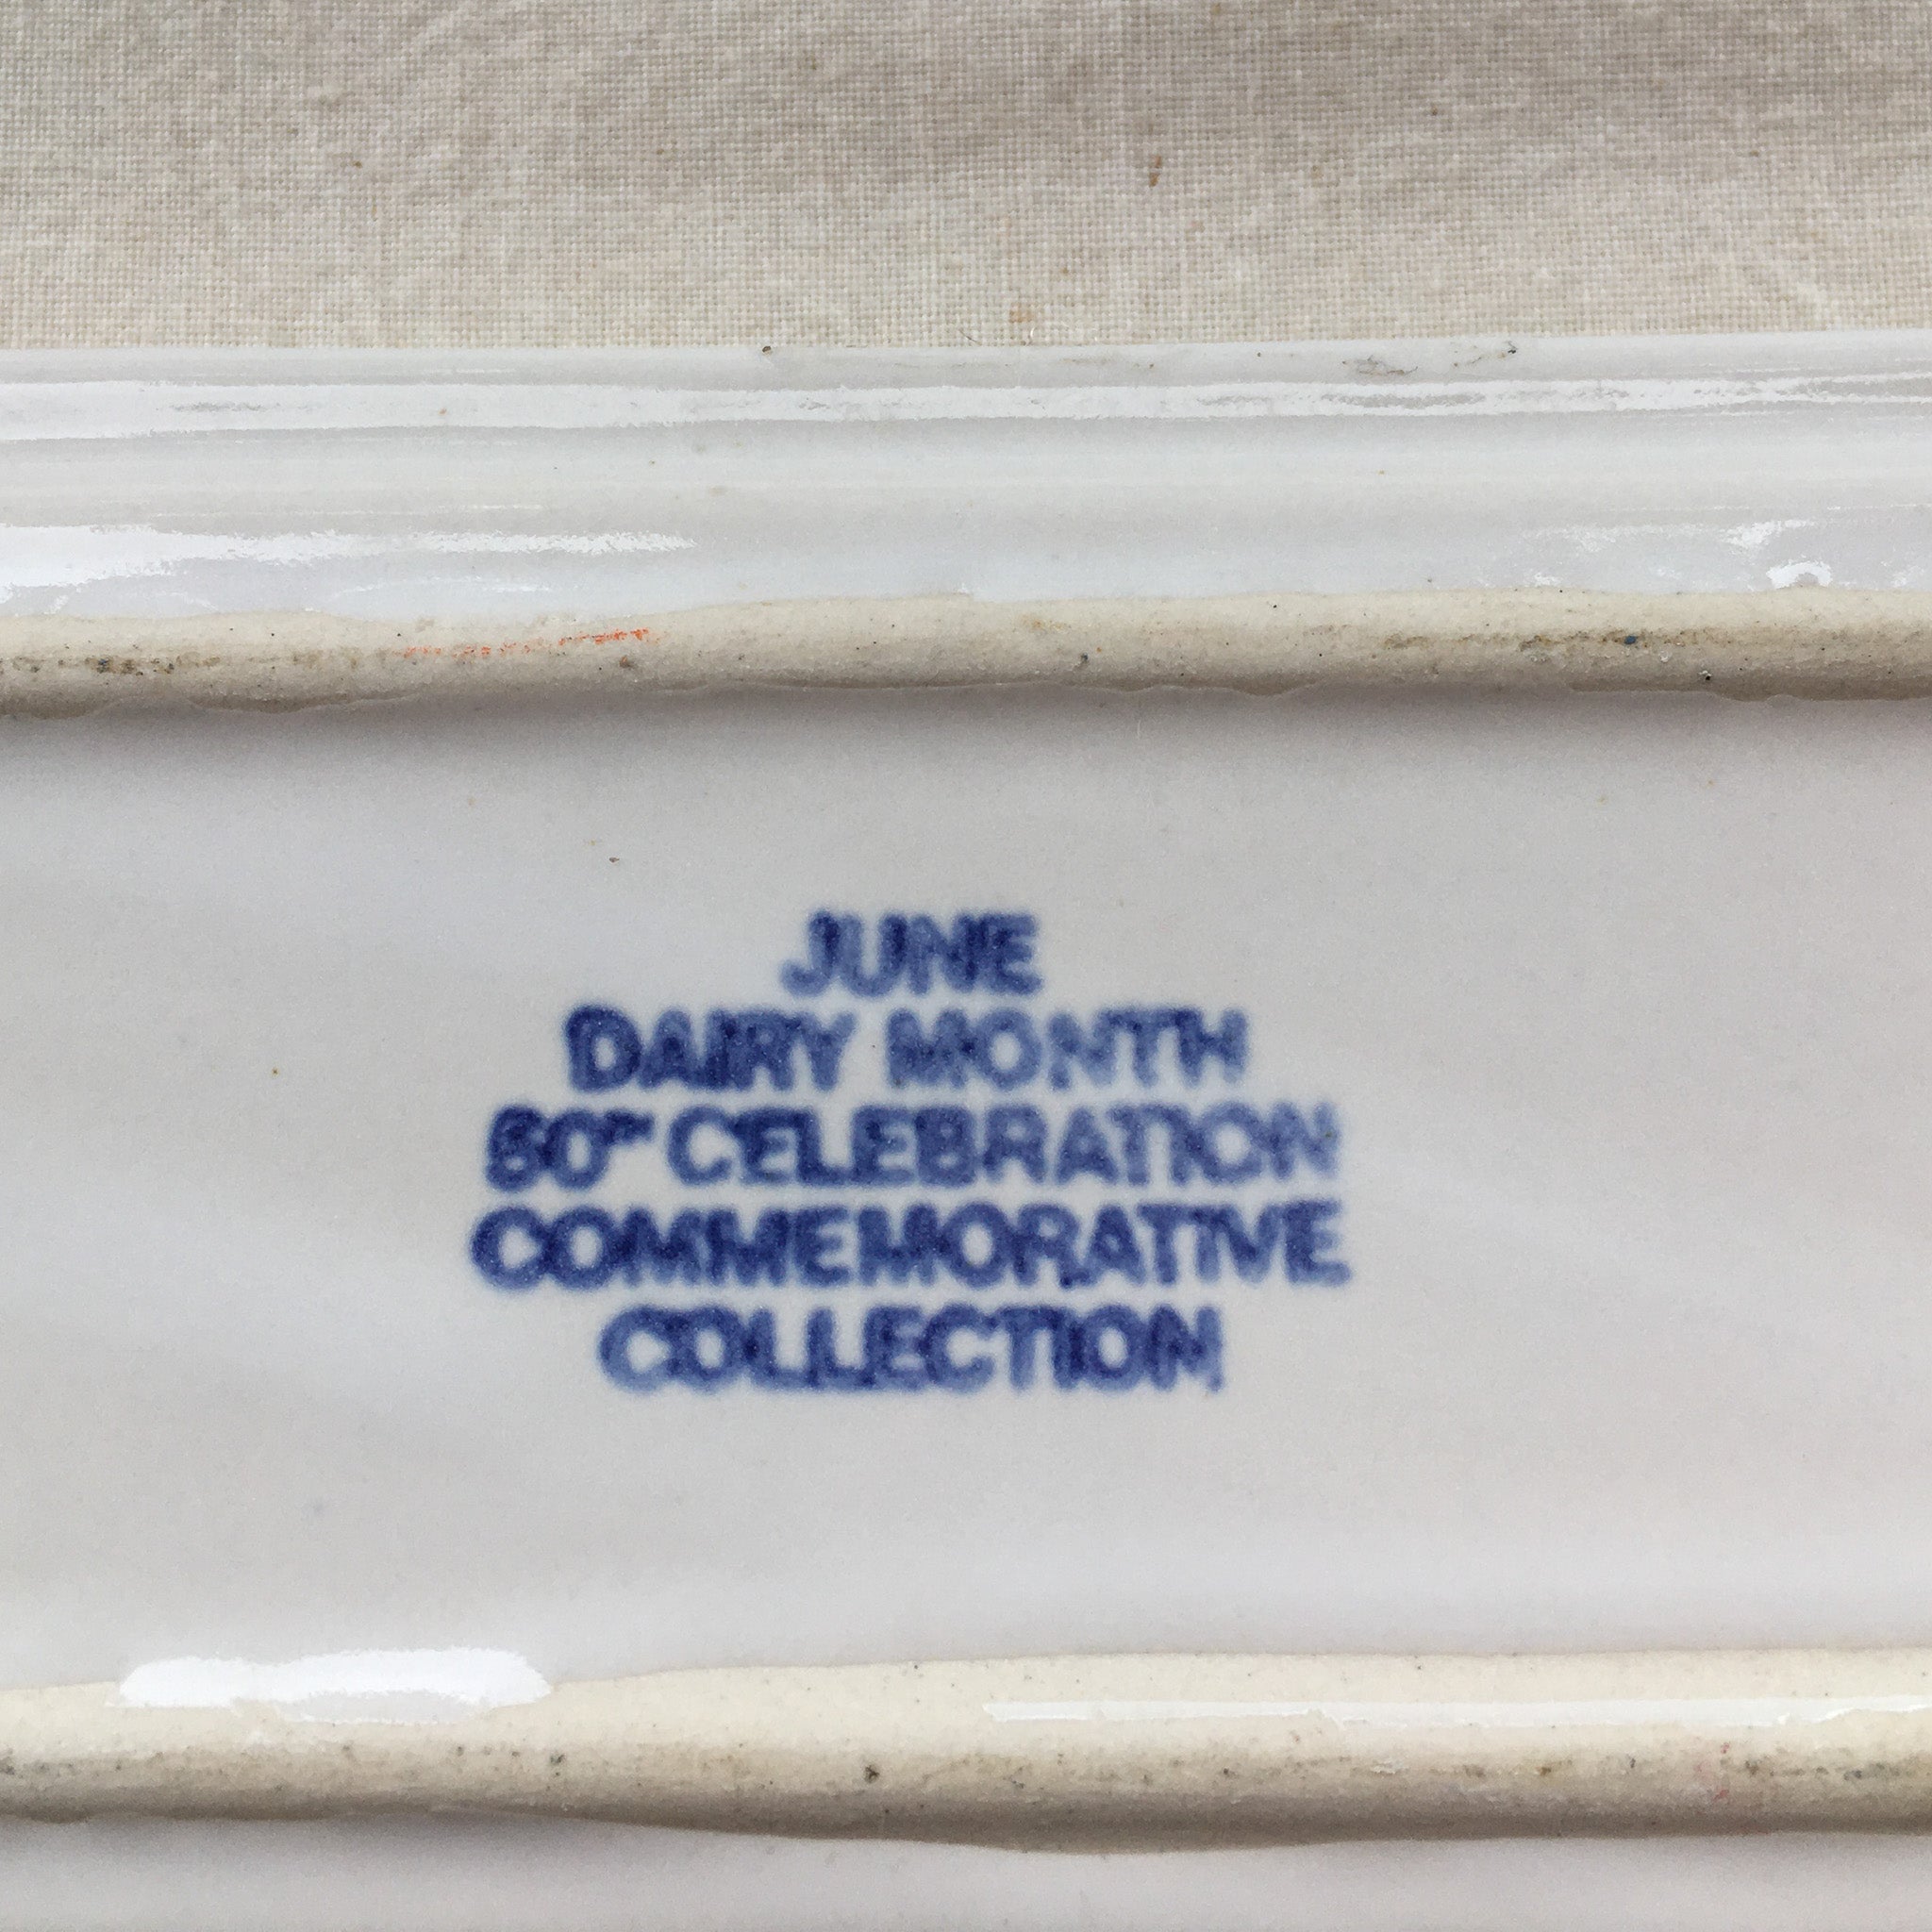 JUNE
DAIRY MONTH
60TH CELEBRATION
COMMEMORATIVE
COLLECTION